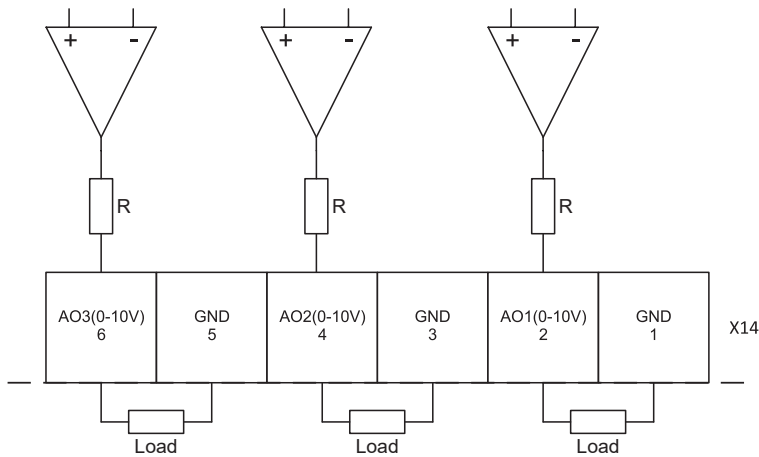 + -
+ -
+ -
R
R
R
AO3(0-10V)
6
GND
5
AO2(0-10V)
4
GND
3
AO1(0-10V)
2
GND
1
X14
Load
Load
Load